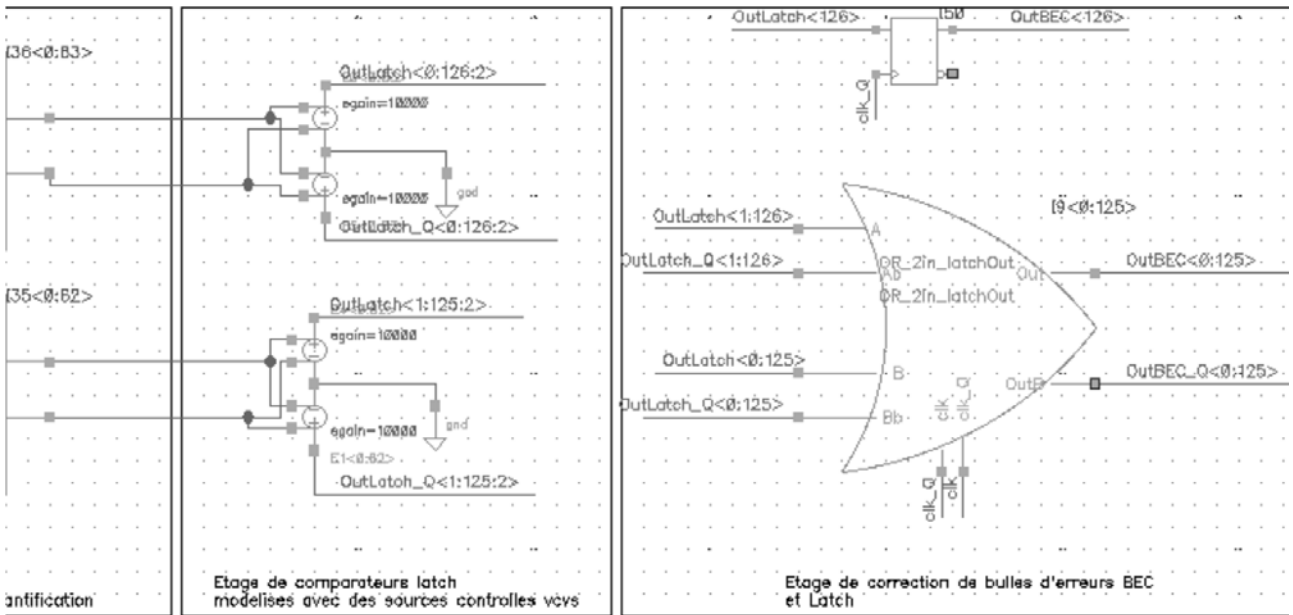 I36<0:63>
I35<0:62>
antification
OutLatch<0:126:2>
egain=10000
gnd
egain=10000
OutLatch_Q<0:126:2>
OutLatch<1:125:2>
egain=10000
gnd
egain=10000
E1<0:62>
OutLatch_Q<1:125:2>
Etage de comparateurs latch
modelises avec des sources controlles vcvs
OutLatch<126>
I50
OutBEC<126>
clk_Q
I9<0:125>
OutLatch<1:126>
A
OutLatch_Q<1:126>
Ab
OR_2in_latchOut
OR_2in_latchOut
Out
OutBEC<0:125>
OutLatch<0:125>
B
OutB
OutBEC_Q<0:125>
OutLatch_Q<0:125>
Bb
clk
clk_Q
clk_Q
clk
Etage de correction de bulles d'erreurs BEC
et Latch